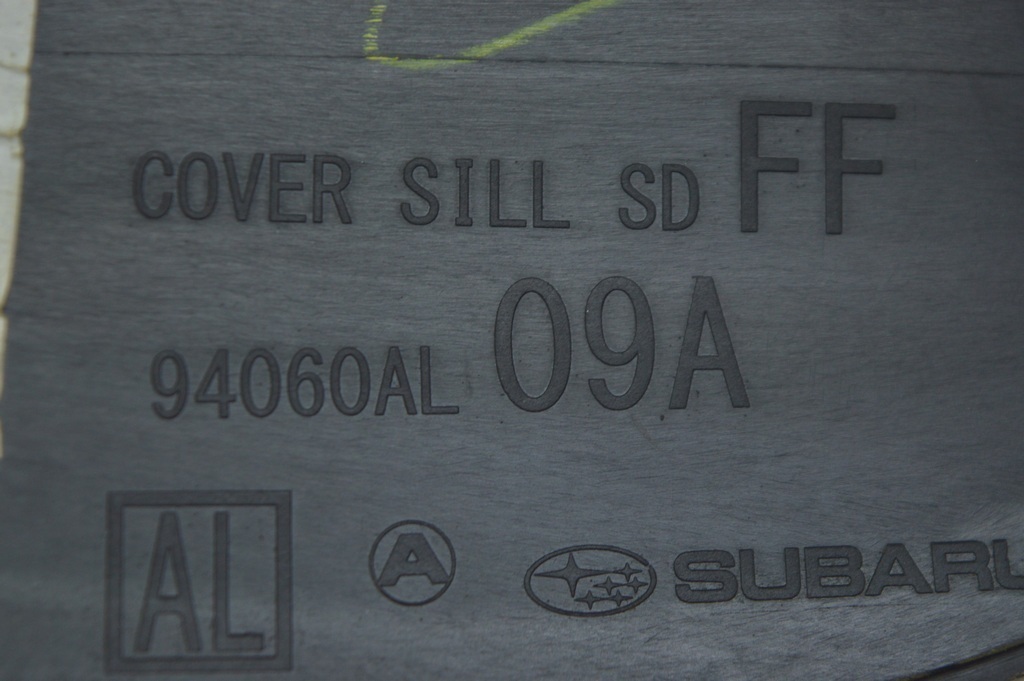 COVER SILL SD FF
94060AL 09A
AL A SUBARU